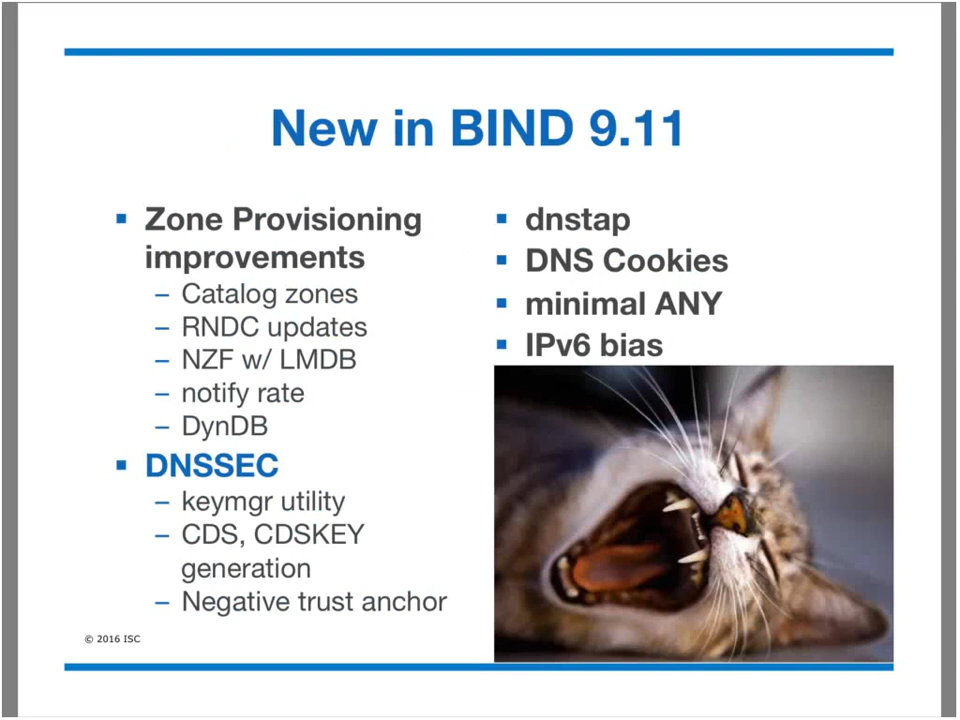 New in BIND 9.11
▪ Zone Provisioning
improvements
– Catalog zones
– RNDC updates
– NZF w/ LMDB
– notify rate
– DynDB
▪ DNSSEC
– keymgr utility
– CDS, CDSKEY
generation
– Negative trust anchor
▪ dnstap
▪ DNS Cookies
▪ minimal ANY
▪ IPv6 bias
© 2016 ISC